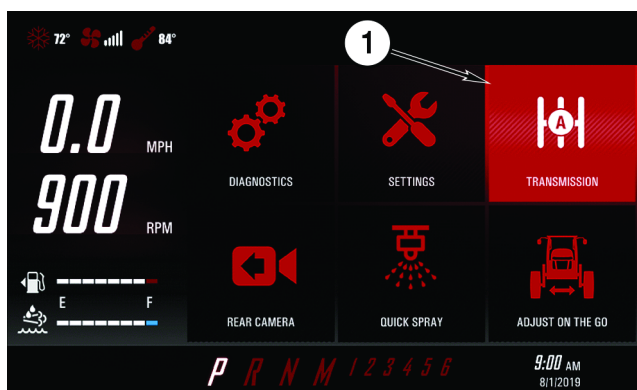 72° 84°
1
0.0 MPH
900 RPM
E F
DIAGNOSTICS
SETTINGS
A
TRANSMISSION
REAR CAMERA
QUICK SPRAY
ADJUST ON THE GO
P R N M 1 2 3 4 5 6
9:00 AM
8/1/2019